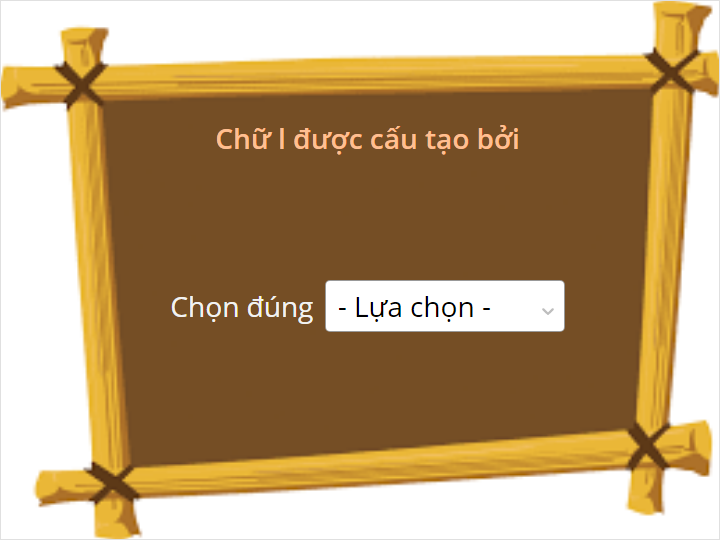 Chữ l được cấu tạo bởi
Chọn đúng - Lựa chọn -